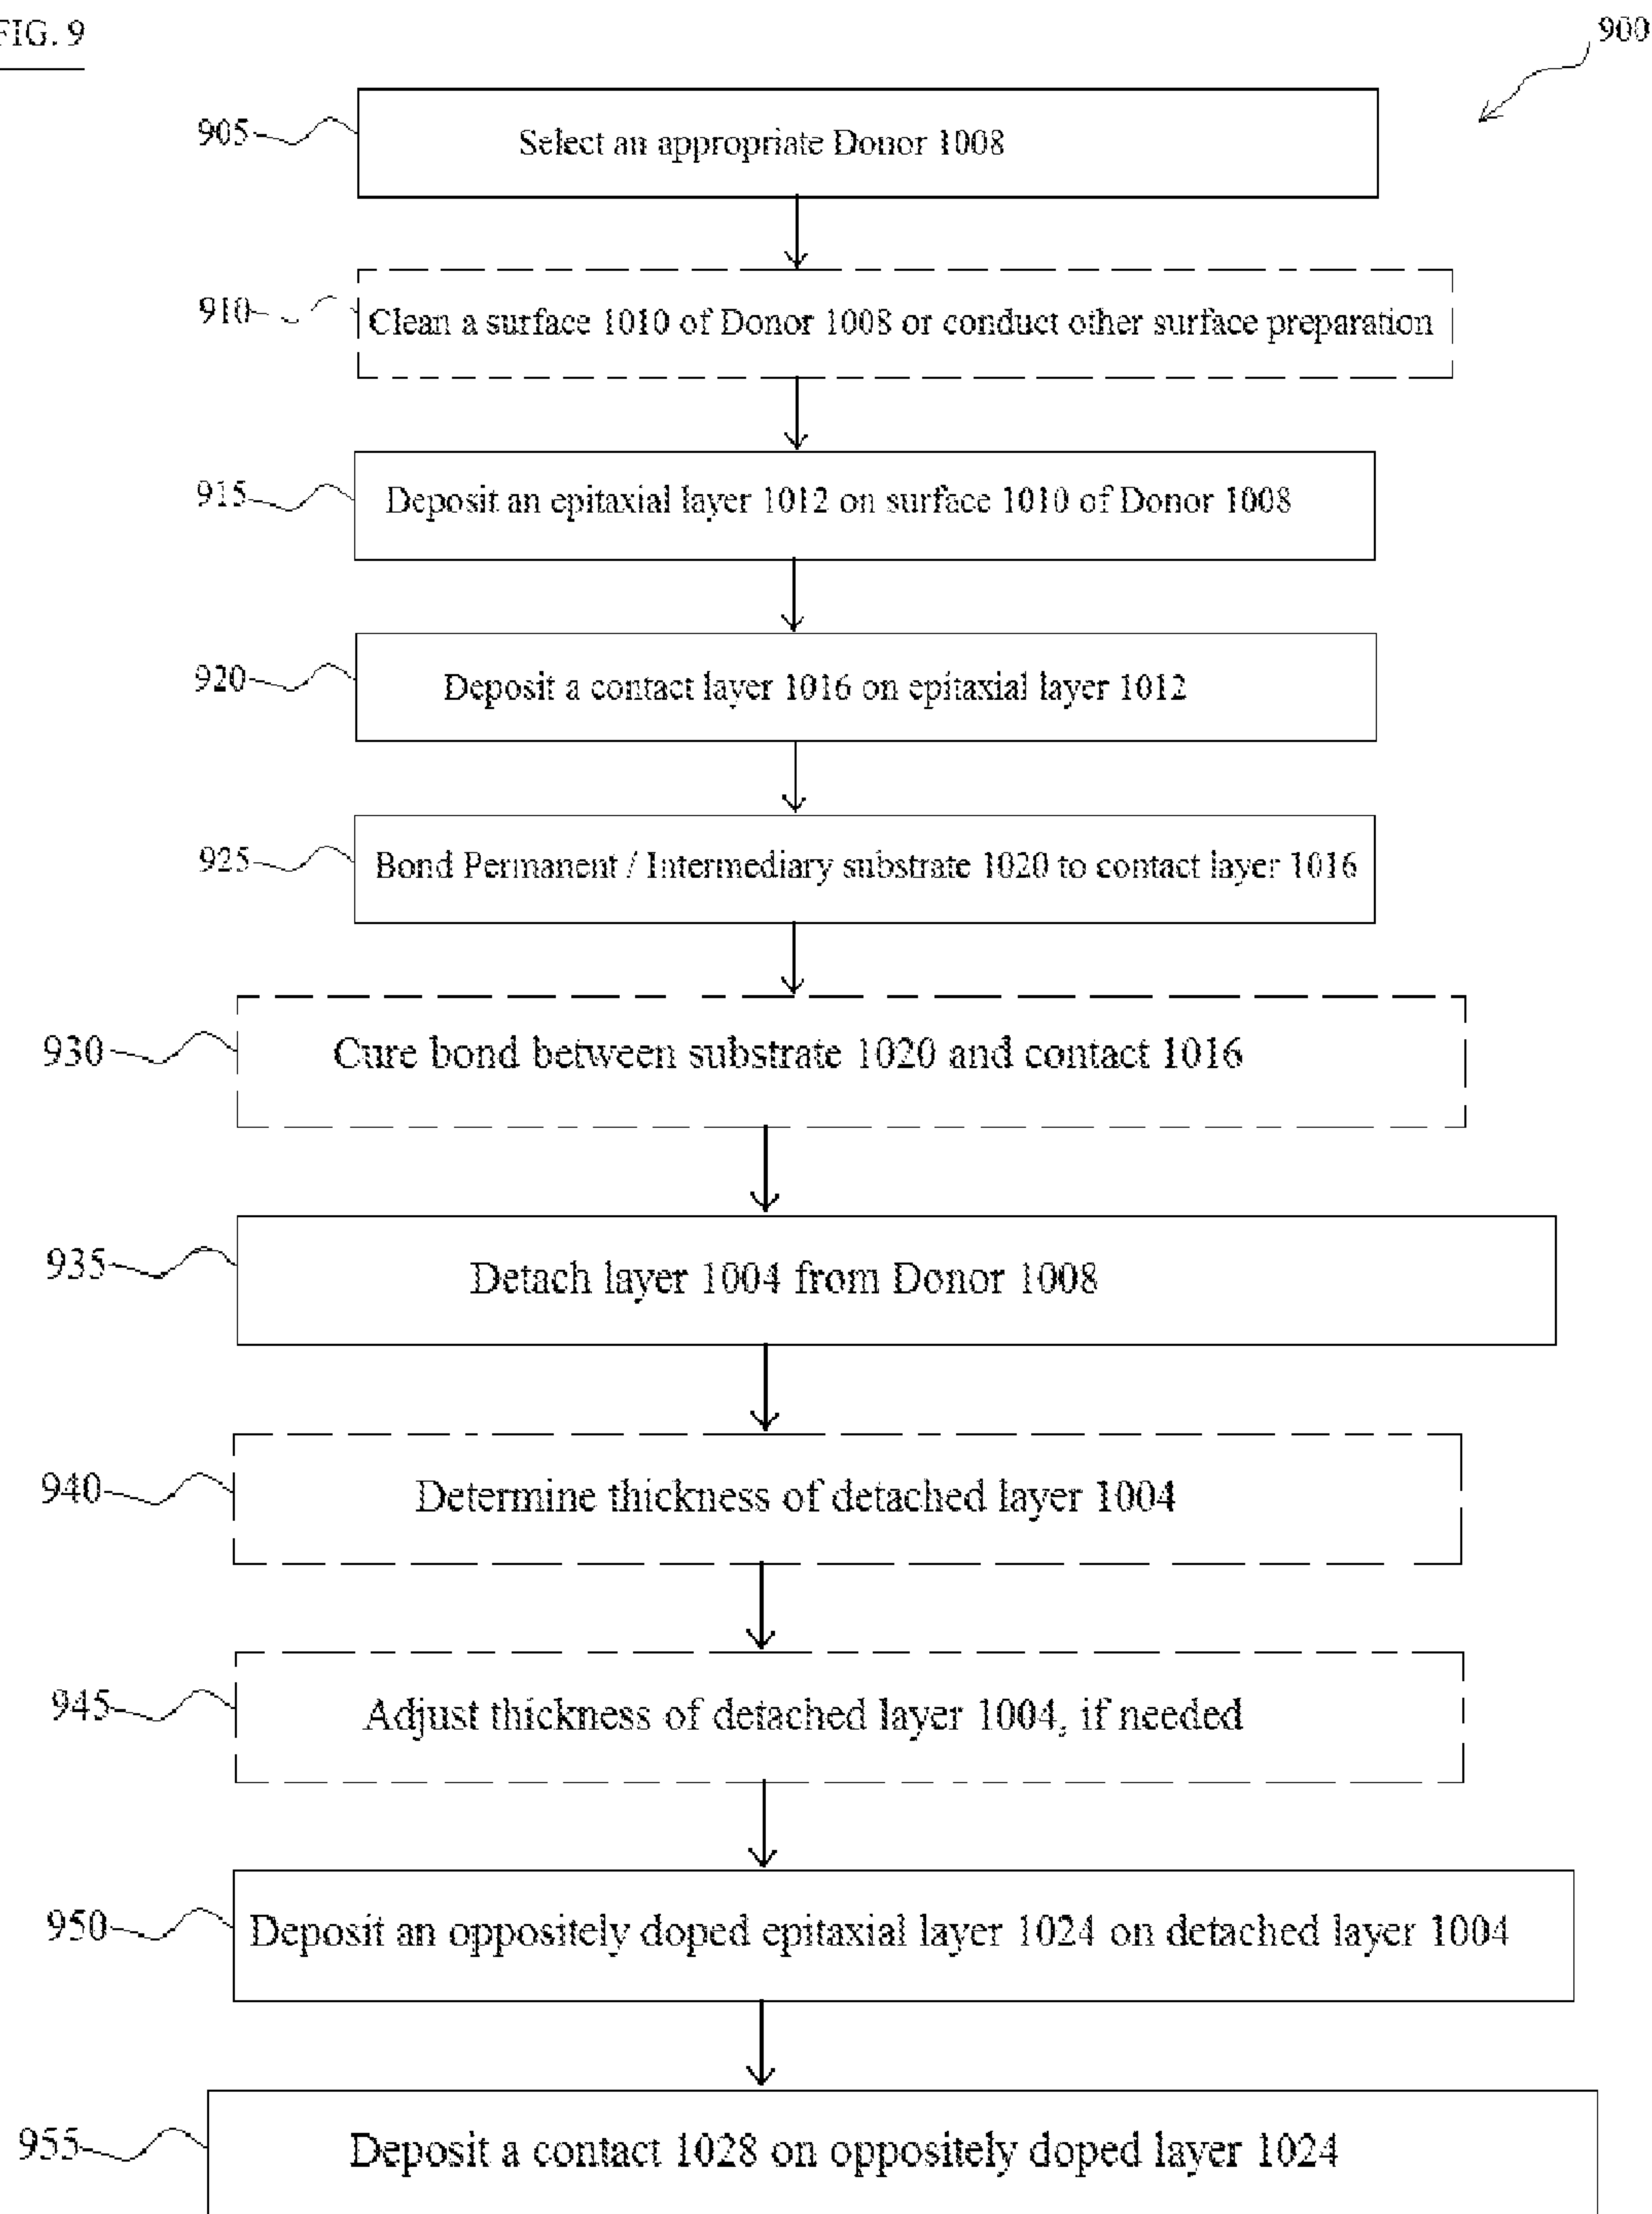 FIG. 9
900
905
Select an appropriate Donor 1008
910
Clean a surface 1010 of Donor 1008 or conduct other surface preparation
915
Deposit an epitaxial layer 1012 on surface 1010 of Donor 1008
920
Deposit a contact layer 1016 on epitaxial layer 1012
925
Bond Permanent / Intermediary substrate 1020 to contact layer 1016
930
Cure bond between substrate 1020 and contact 1016
935
Detach layer 1004 from Donor 1008
940
Determine thickness of detached layer 1004
945
Adjust thickness of detached layer 1004, if needed
950
Deposit an oppositely doped epitaxial layer 1024 on detached layer 1004
955
Deposit a contact 1028 on oppositely doped layer 1024